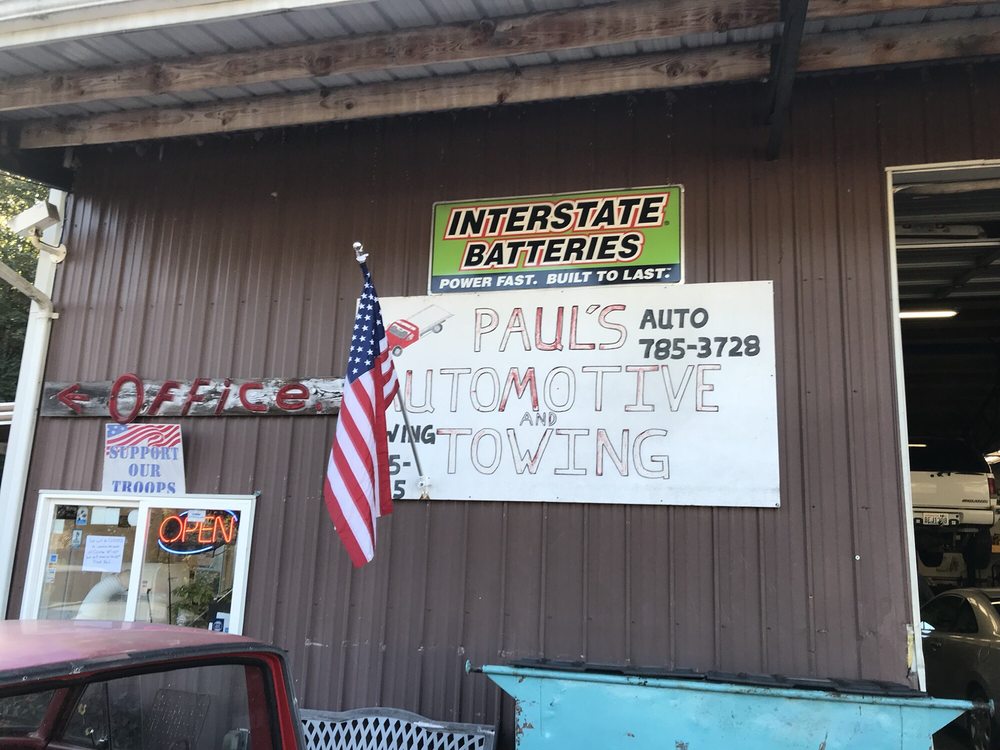 INTERSTATE
BATTERIES
POWER FAST. BUILT TO LAST.
PAUL'S
AUTO
785-3728
AUTOMOTIVE
AND
TOWING
Office.
SUPPORT
OUR
TROOPS
OPEN